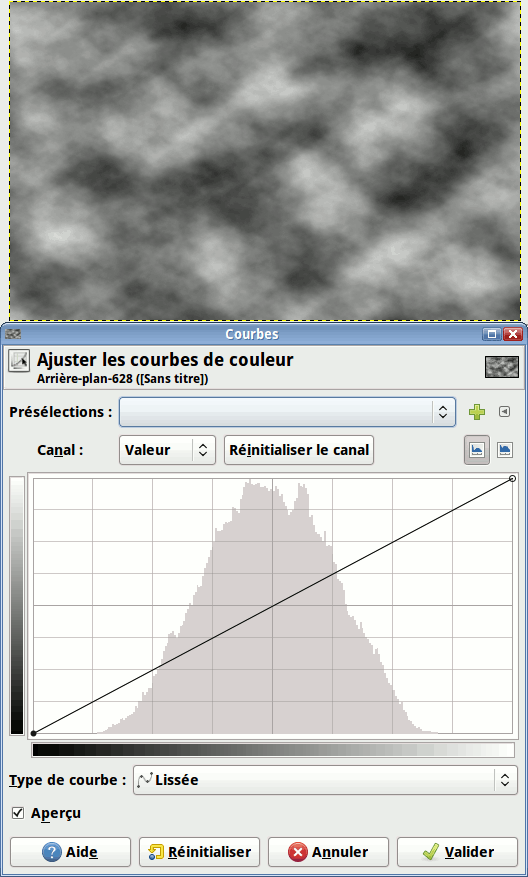 Courbes
Ajuster les courbes de couleur
Arrière-plan-628 ([Sans titre])
Présélections :
Canal : Valeur Réinitialiser le canal
Type de courbe : Lissée
Aperçu
Aide Réinitialiser Annuler Valider